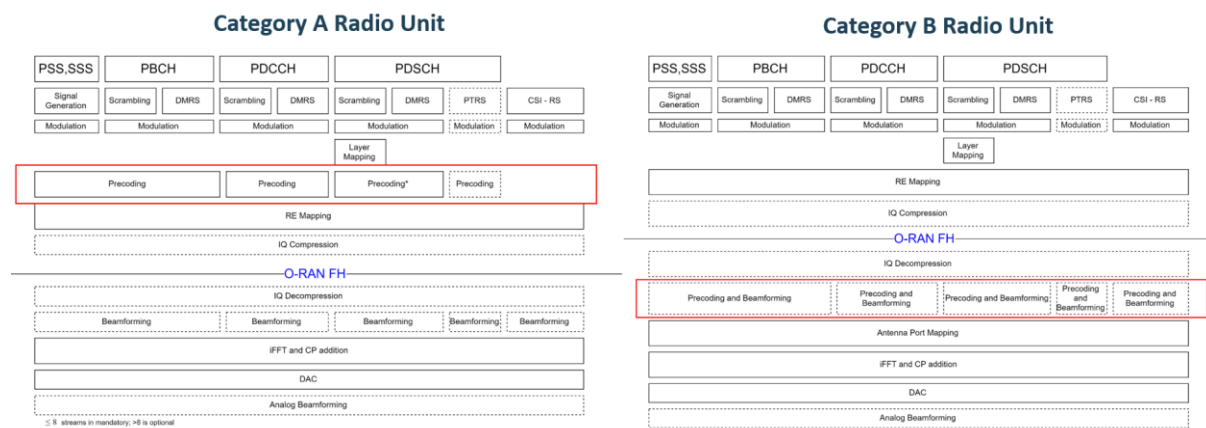 Category A Radio Unit
PSS,SSS PBCH PDCCH PDSCH
Signal Generation Scrambling DMRS Scrambling DMRS Scrambling DMRS PTRS CSI - RS
Modulation Modulation Modulation Modulation Modulation Modulation
Layer
Mapping
Precoding Precoding Precoding* Precoding
RE Mapping
IQ Compression
O-RAN FH
IQ Decompression
Beamforming Beamforming Beamforming Beamforming Beamforming
iFFT and CP addition
DAC
Analog Beamforming
≤ 8 streams in mandatory; >8 is optional
Category B Radio Unit
PSS,SSS PBCH PDCCH PDSCH
Signal Generation Scrambling DMRS Scrambling DMRS Scrambling DMRS PTRS CSI - RS
Modulation Modulation Modulation Modulation Modulation Modulation
Layer
Mapping
RE Mapping
IQ Compression
O-RAN FH
IQ Decompression
Precoding and Beamforming Precoding and Beamforming Precoding and Beamforming Precoding and Beamforming Precoding and Beamforming
Antenna Port Mapping
iFFT and CP addition
DAC
Analog Beamforming